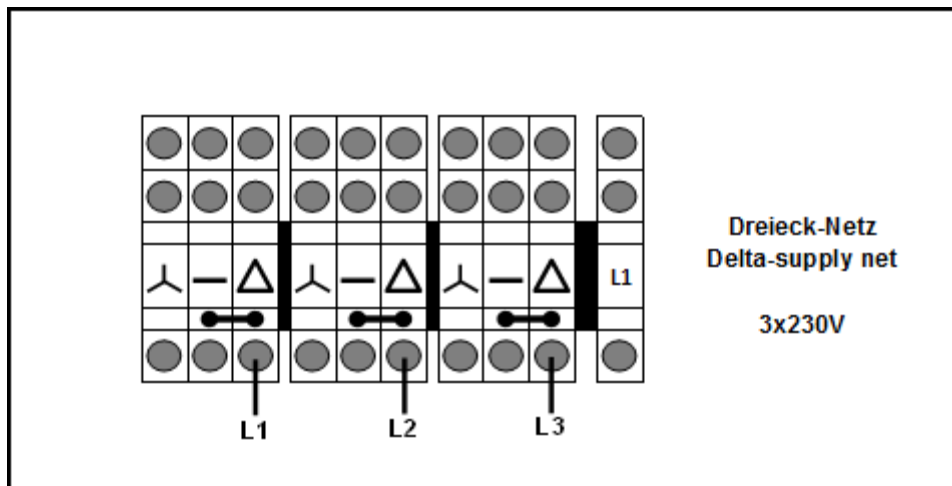 L1
Dreieck-Netz
Delta-supply net
3x230V
L1
L2
L3